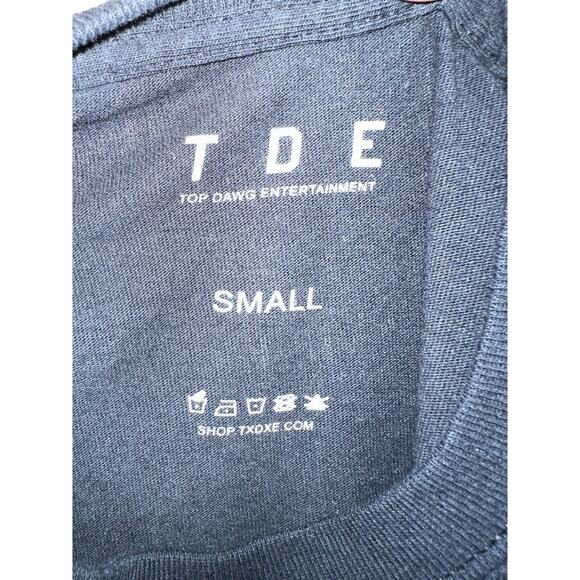 T D E
TOP DAWG ENTERTAINMENT
SMALL
SHOP.TXDXE.COM